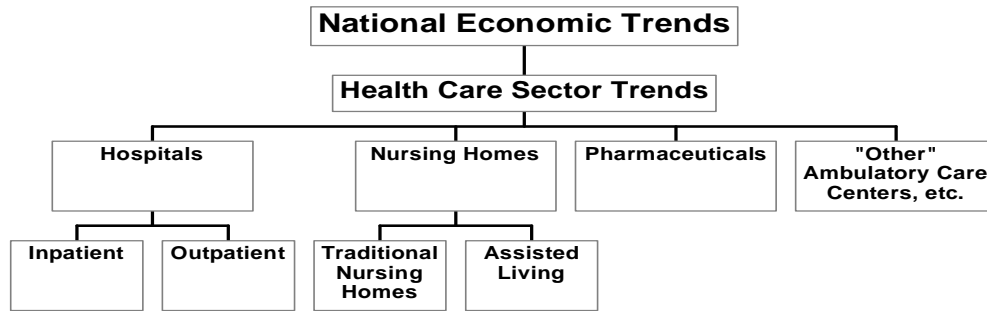 National Economic Trends
Health Care Sector Trends
Hospitals
Nursing Homes
Pharmaceuticals
"Other"
Ambulatory Care
Centers, etc.
Inpatient
Outpatient
Traditional
Nursing
Homes
Assisted
Living